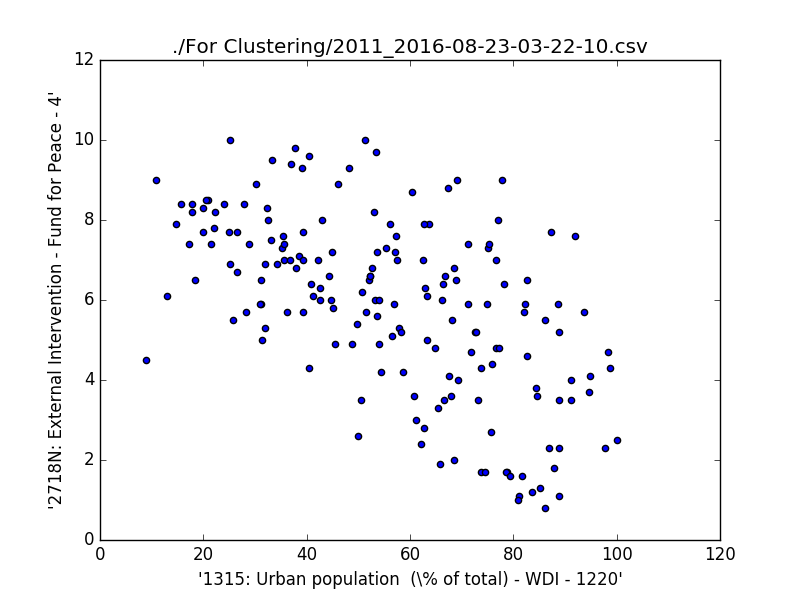 ./For Clustering/2011_2016-08-23-03-22-10.csv
12
10
8
6
4
2
0
'2718N: External Intervention - Fund for Peace - 4'
0 20 40 60 80 100 120
'1315: Urban population  (\% of total) - WDI - 1220'